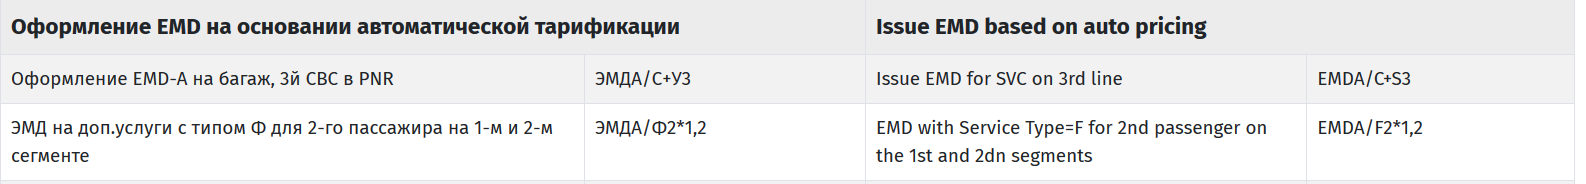 Оформление EMD на основании автоматической тарификации
Issue EMD based on auto pricing
Оформление EMD-A на багаж, 3й СВС в PNR
ЭМДА/С+У3
Issue EMD for SVC on 3rd line
EMDA/C+S3
ЭМД на доп.услуги с типом Ф для 2-го пассажира на 1-м и 2-м
сегменте
ЭМДА/Ф2*1,2
EMD with Service Type=F for 2nd passenger on
the 1st and 2dn segments
EMDA/F2*1,2